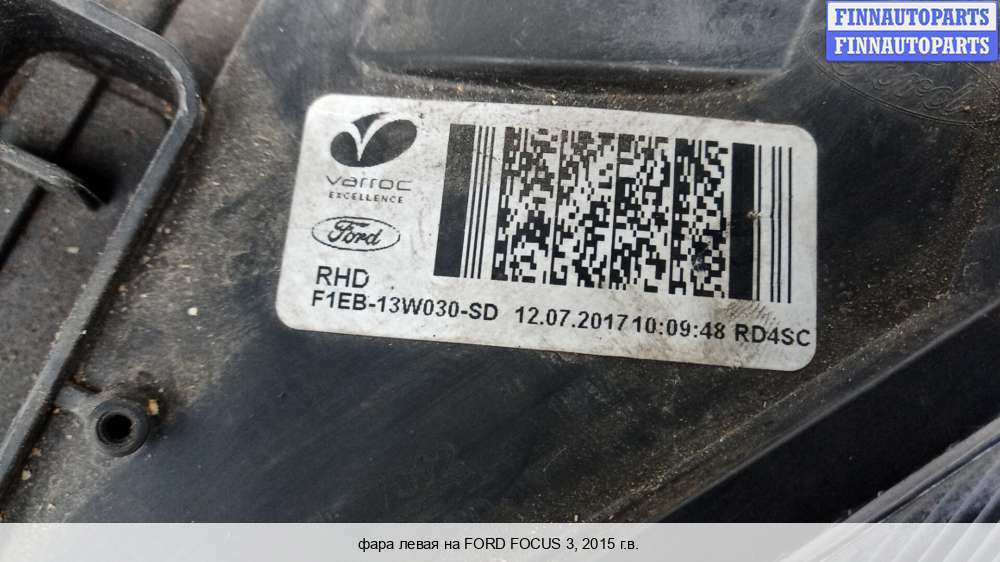 FINNAUTOPARTS
FINNAUTOPARTS
Ford
varroc
EXCELLENCE
Ford
RHD
F1EB-13W030-SD 12.07.2017 10:09:48 RD4SC
фара левая на FORD FOCUS 3, 2015 г.в.